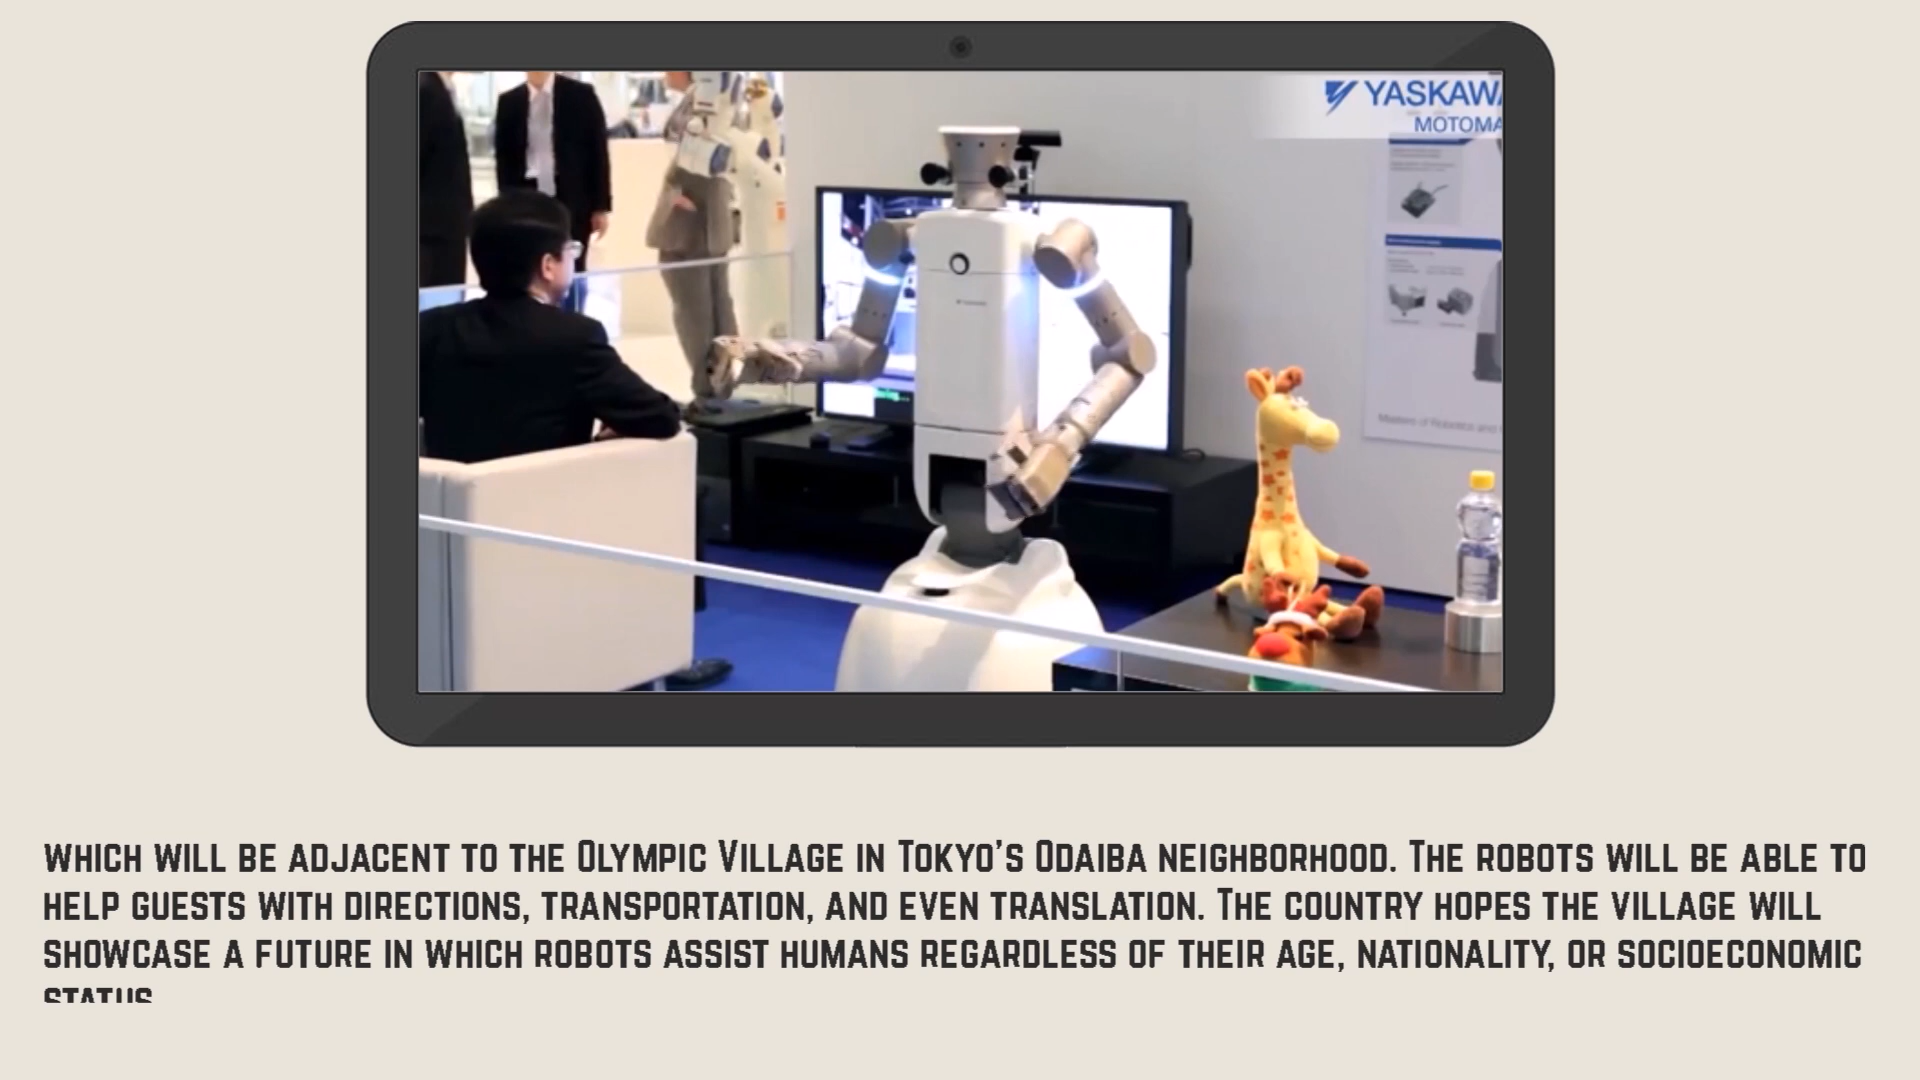 YASKAWA
MOTOMA
which will be adjacent to the Olympic Village in Tokyo's Odaiba neighborhood. The robots will be able to
help guests with directions, transportation, and even translation. The country hopes the village will
showcase a future in which robots assist humans regardless of their age, nationality, or socioeconomic
status